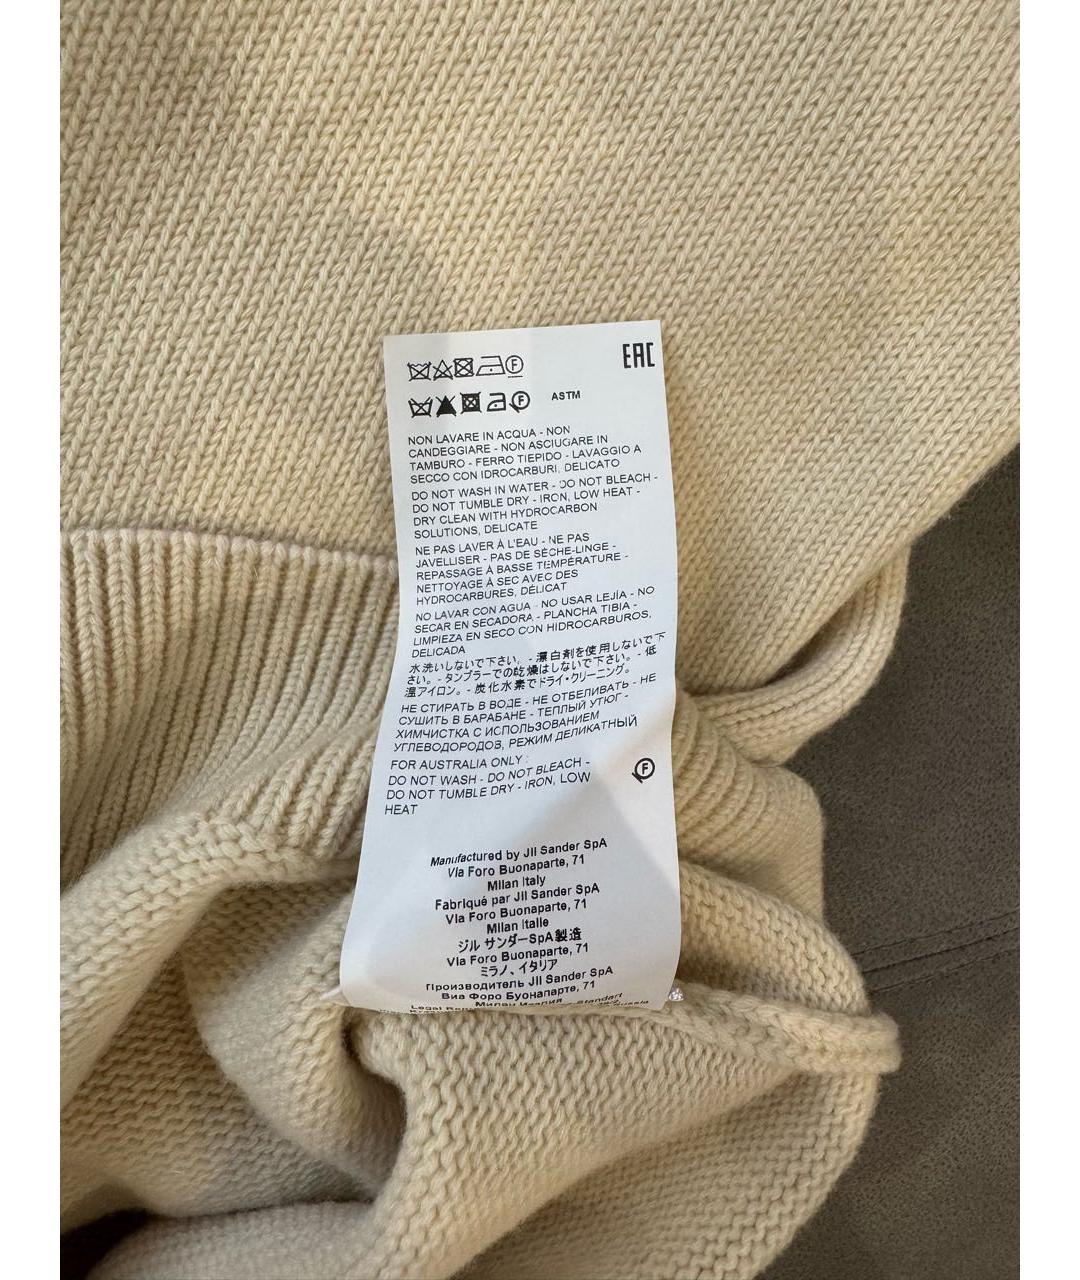 EAC
ASTM
NON LAVARE IN ACQUA - NON
CANDEGGIARE - NON ASCIUGARE IN
TAMBURO - FERRO TIEPIDO - LAVAGGIO A
SECCO CON IDROCARBURI, DELICATO
DO NOT WASH IN WATER - DO NOT BLEACH -
DO NOT TUMBLE DRY - IRON, LOW HEAT -
DRY CLEAN WITH HYDROCARBON
SOLUTIONS, DELICATE
NE PAS LAVER À L'EAU - NE PAS
JAVELLISER - PAS DE SÈCHE-LINGE -
REPASSAGE À BASSE TEMPÉRATURE -
NETTOYAGE À SEC AVEC DES
HYDROCARBURES, DÉLICAT
NO LAVAR CON AGUA - NO USAR LEJÍA - NO
SECAR EN SECADORA - PLANCHA TIBIA -
LIMPIEZA EN SECO CON HIDROCARBUROS,
DELICADA
水洗いしないで下さい。 - 漂白剤を使用しないで下
さい。 - タンブラーでの乾燥はしないで下さい。 - 低
温アイロン。 - 炭化水素でドライ・クリーニング。
НЕ СТИРАТЬ В ВОДЕ - НЕ ОТБЕЛИВАТЬ - НЕ
СУШИТЬ В БАРАБАНЕ - ТЕПЛЫЙ УТЮГ -
ХИМЧИСТКА С ИСПОЛЬЗОВАНИЕМ
УГЛЕВОДОРОДОВ, РЕЖИМ ДЕЛИКАТНЫЙ
FOR AUSTRALIA ONLY :
DO NOT WASH - DO NOT BLEACH -
DO NOT TUMBLE DRY - IRON, LOW
HEAT
F
Manufactured by Jil Sander SpA
Via Foro Buonaparte, 71
Milan Italy
Fabriqué par Jil Sander SpA
Via Foro Buonaparte, 71
Milan Italie
ジル サンダーSpA製造
Via Foro Buonaparte, 71
ミラノ、イタリア
Производитель Jil Sander SpA
Виа Форо Буонапарте, 71
Милан Италия
Legal Standart
Russia